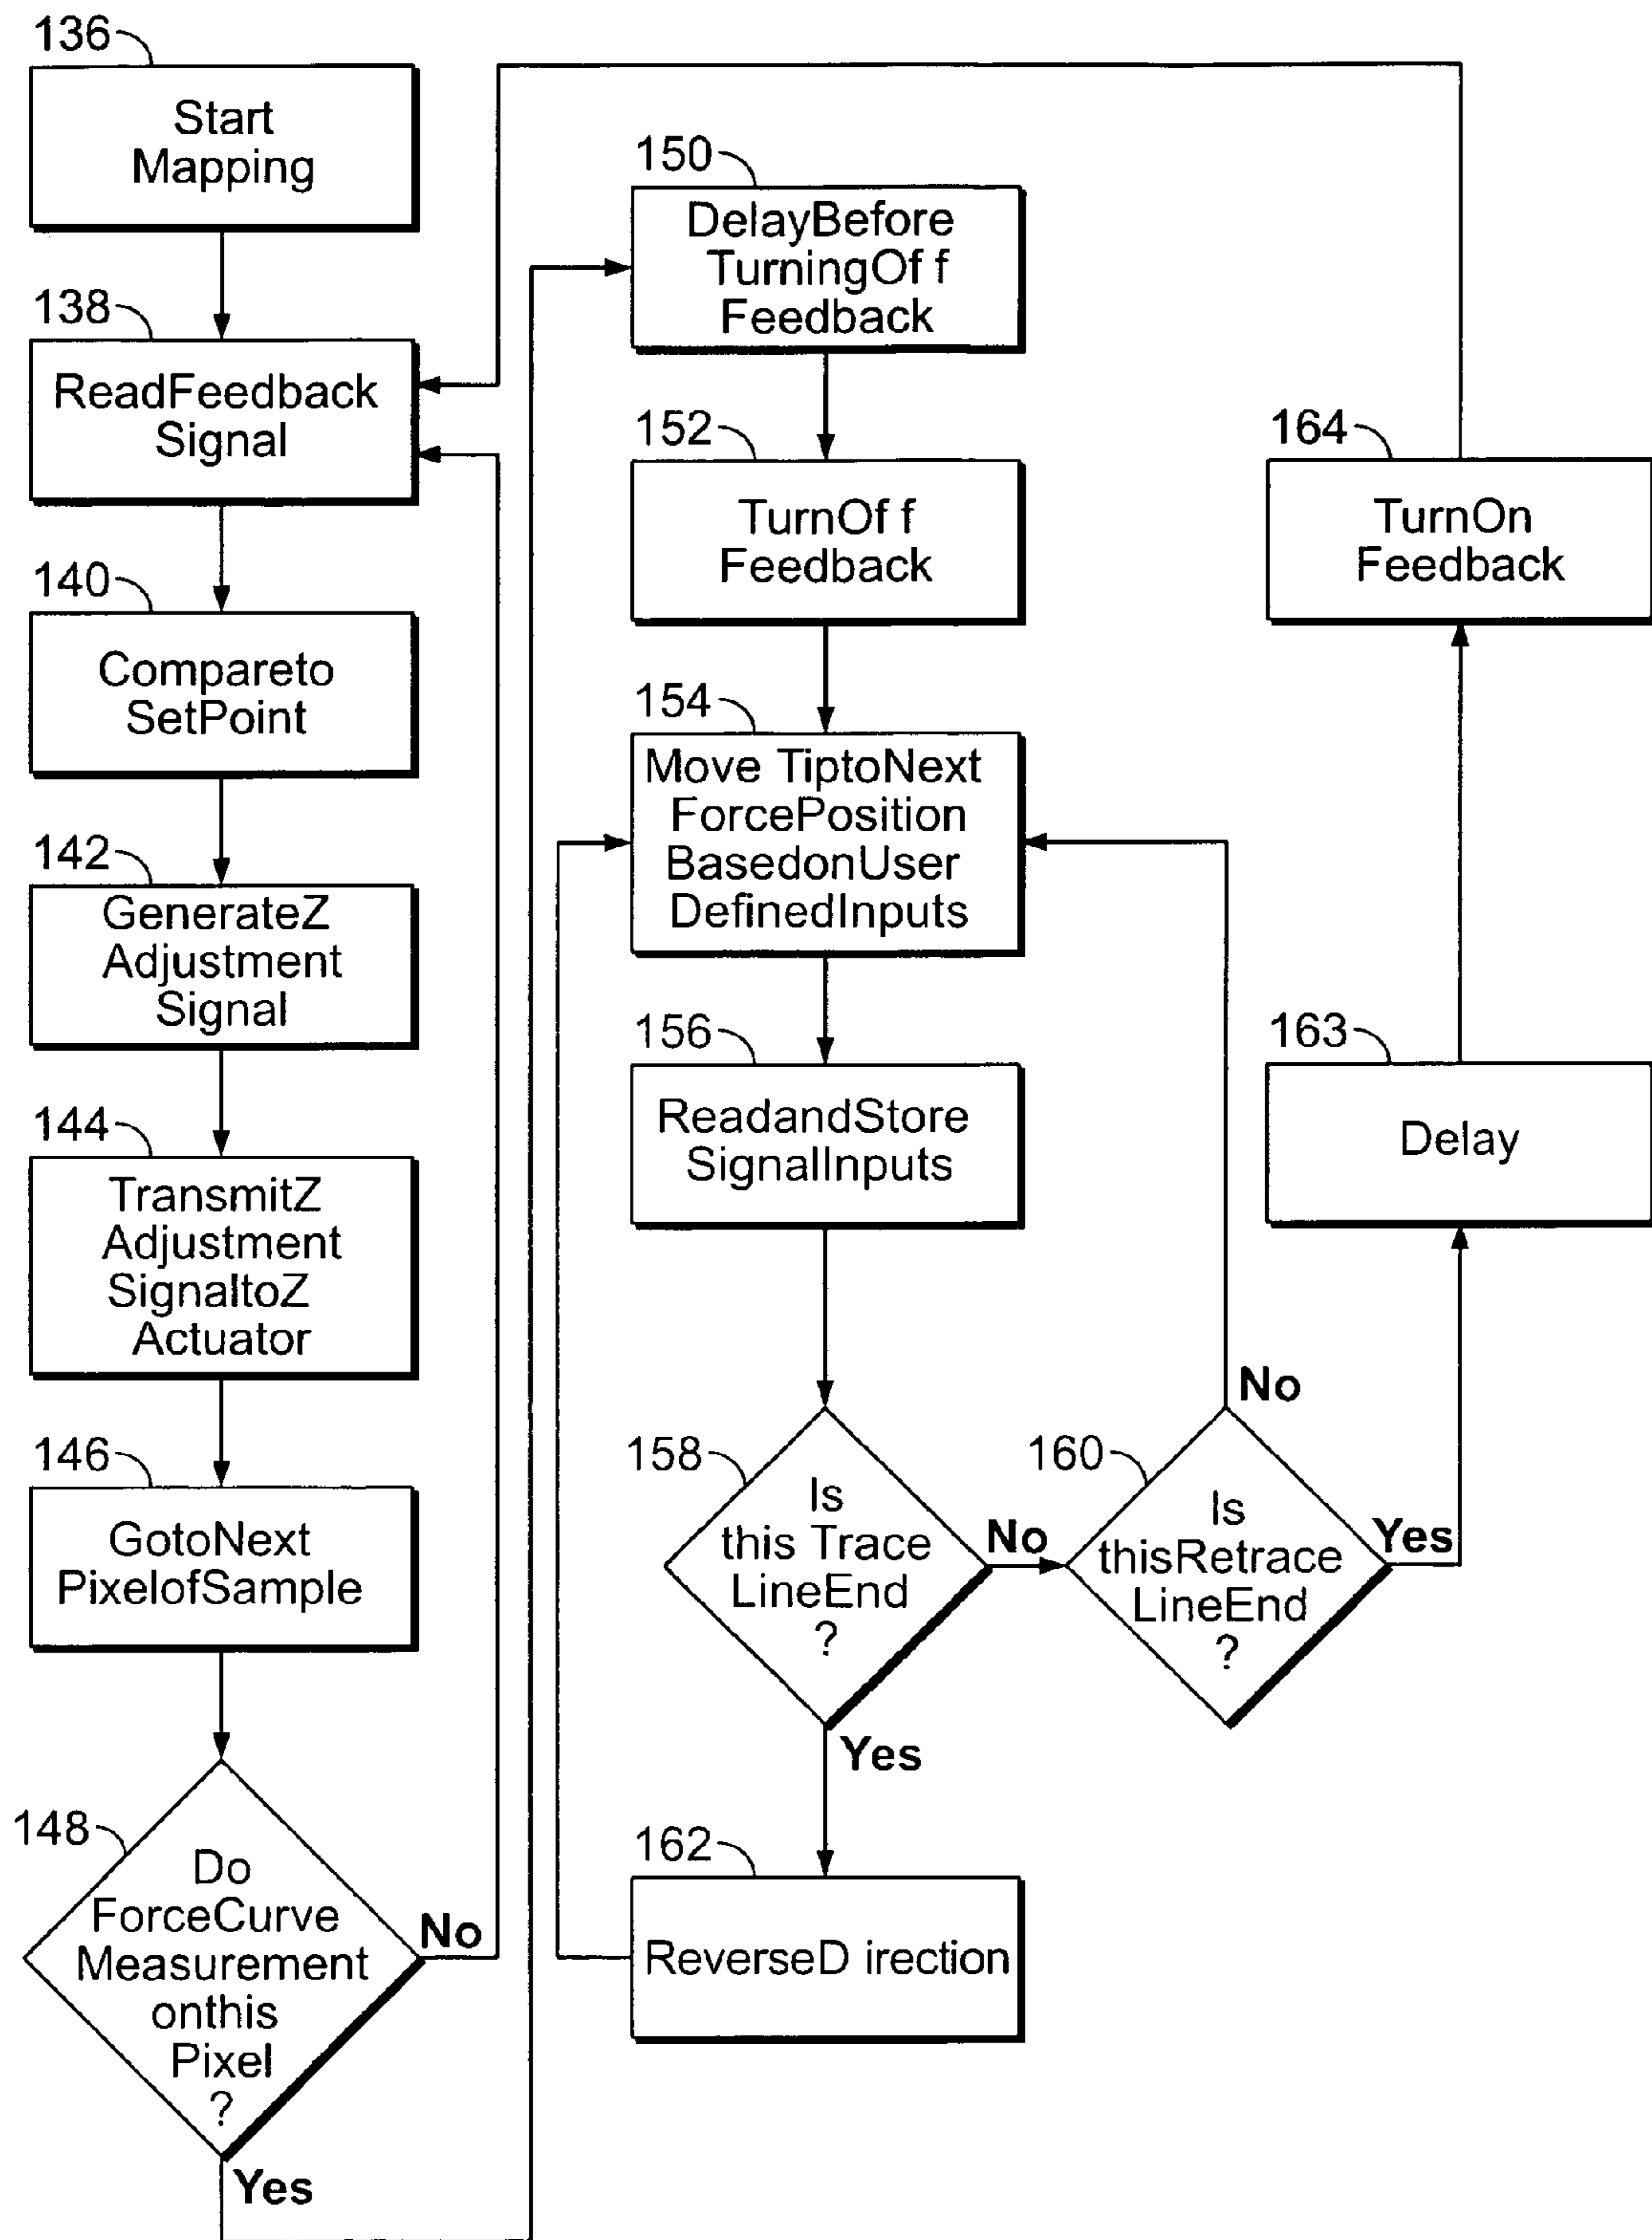 136
Start
Mapping
138
ReadFeedback
Signal
140
Compareto
SetPoint
142
GenerateZ
Adjustment
Signal
144
TransmitZ
Adjustment
SignaltoZ
Actuator
146
GotoNext
PixelofSample
148
Do
ForceCurve
Measurement
onthis
Pixel
?
No
Yes
150
DelayBefore
TurningOf f
Feedback
152
TurnOf f
Feedback
154
Move TiptoNext
ForcePosition
BasedonUser
DefinedInputs
156
ReadandStore
SignalInputs
158
Is
this Trace
LineEnd
?
No
Yes
160
Is
thisRetrace
LineEnd
?
No
Yes
162
ReverseD irection
163
Delay
164
TurnOn
Feedback